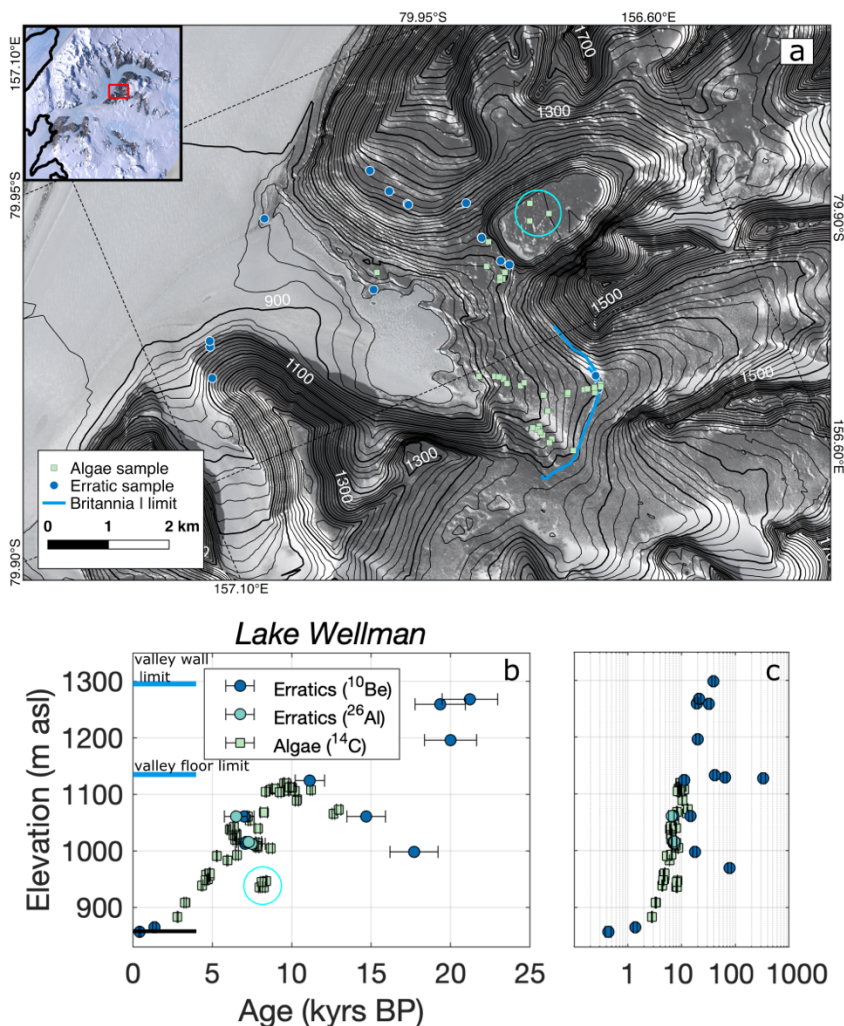 79.95°S
156.60°E
157.10°E
a
1700
1300
79.95°S
79.90°S
900
1500
1100
1500
1300
1300
Algae sample
Erratic sample
Britannia I limit
0 1 2 km
156.60°E
79.90°S
157.10°E
Lake Wellman
valley wall
limit
b
c
1300
Erratics (¹⁰Be)
Erratics (²⁶Al)
Algae (¹⁴C)
1200
valley floor limit
1100
1000
900
Elevation (m asl)
0 5 10 15 20 25
1 10 100 1000
Age (kyrs BP)